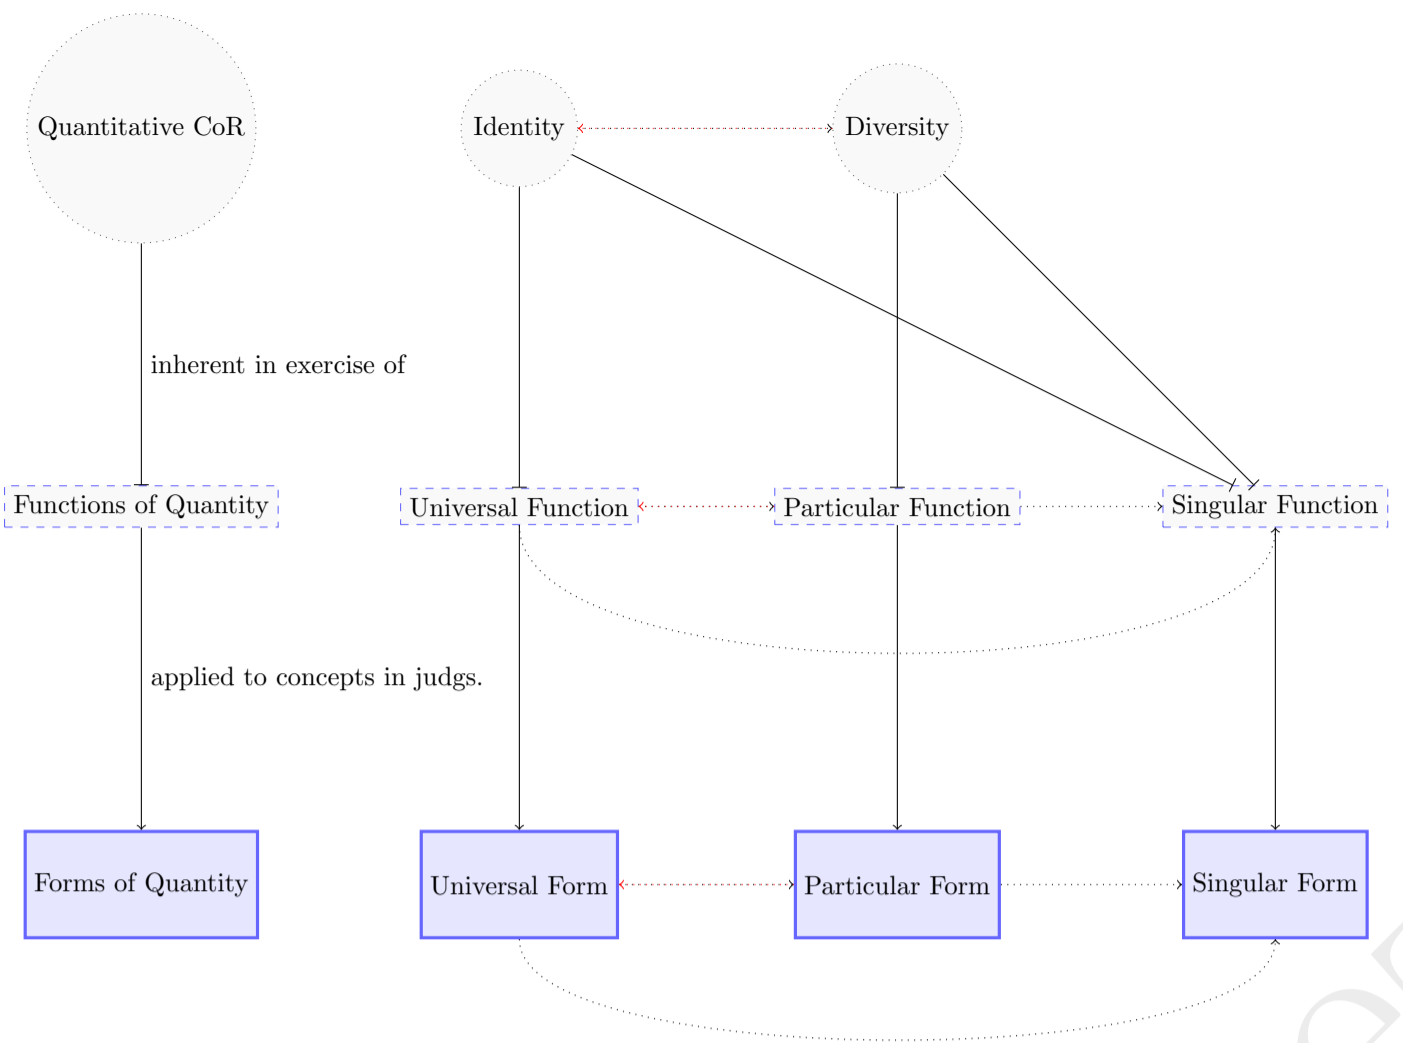 Quantitative CoR
Identity
Diversity
inherent in exercise of
Functions of Quantity
Universal Function
Particular Function
Singular Function
applied to concepts in judgs.
Forms of Quantity
Universal Form
Particular Form
Singular Form